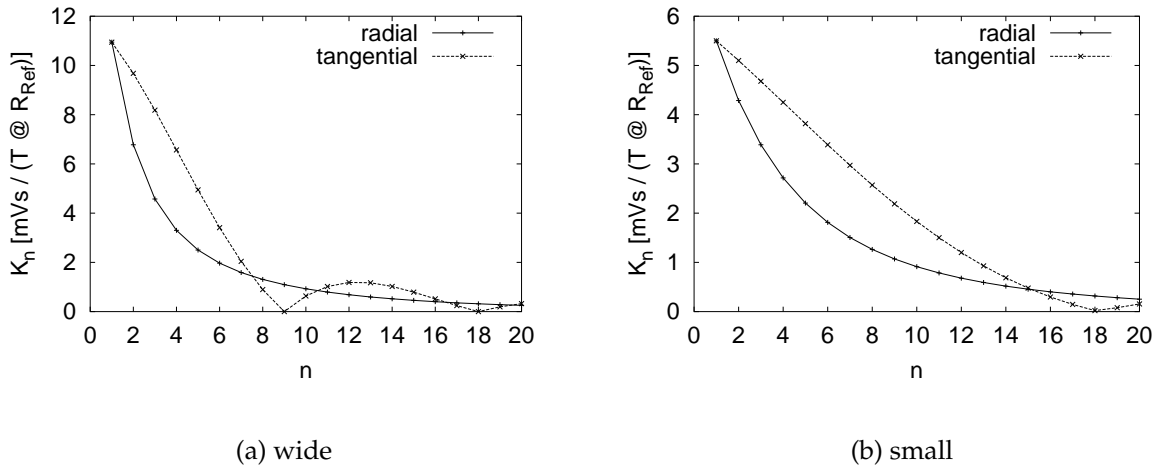 12
10
8
6
4
2
0
0 2 4 6 8 10 12 14 16 18 20
K_n [mVs / (T @ R_Ref)]
n
radial
tangential
(a) wide
6
5
4
3
2
1
0
0 2 4 6 8 10 12 14 16 18 20
K_n [mVs / (T @ R_Ref)]
n
radial
tangential
(b) small